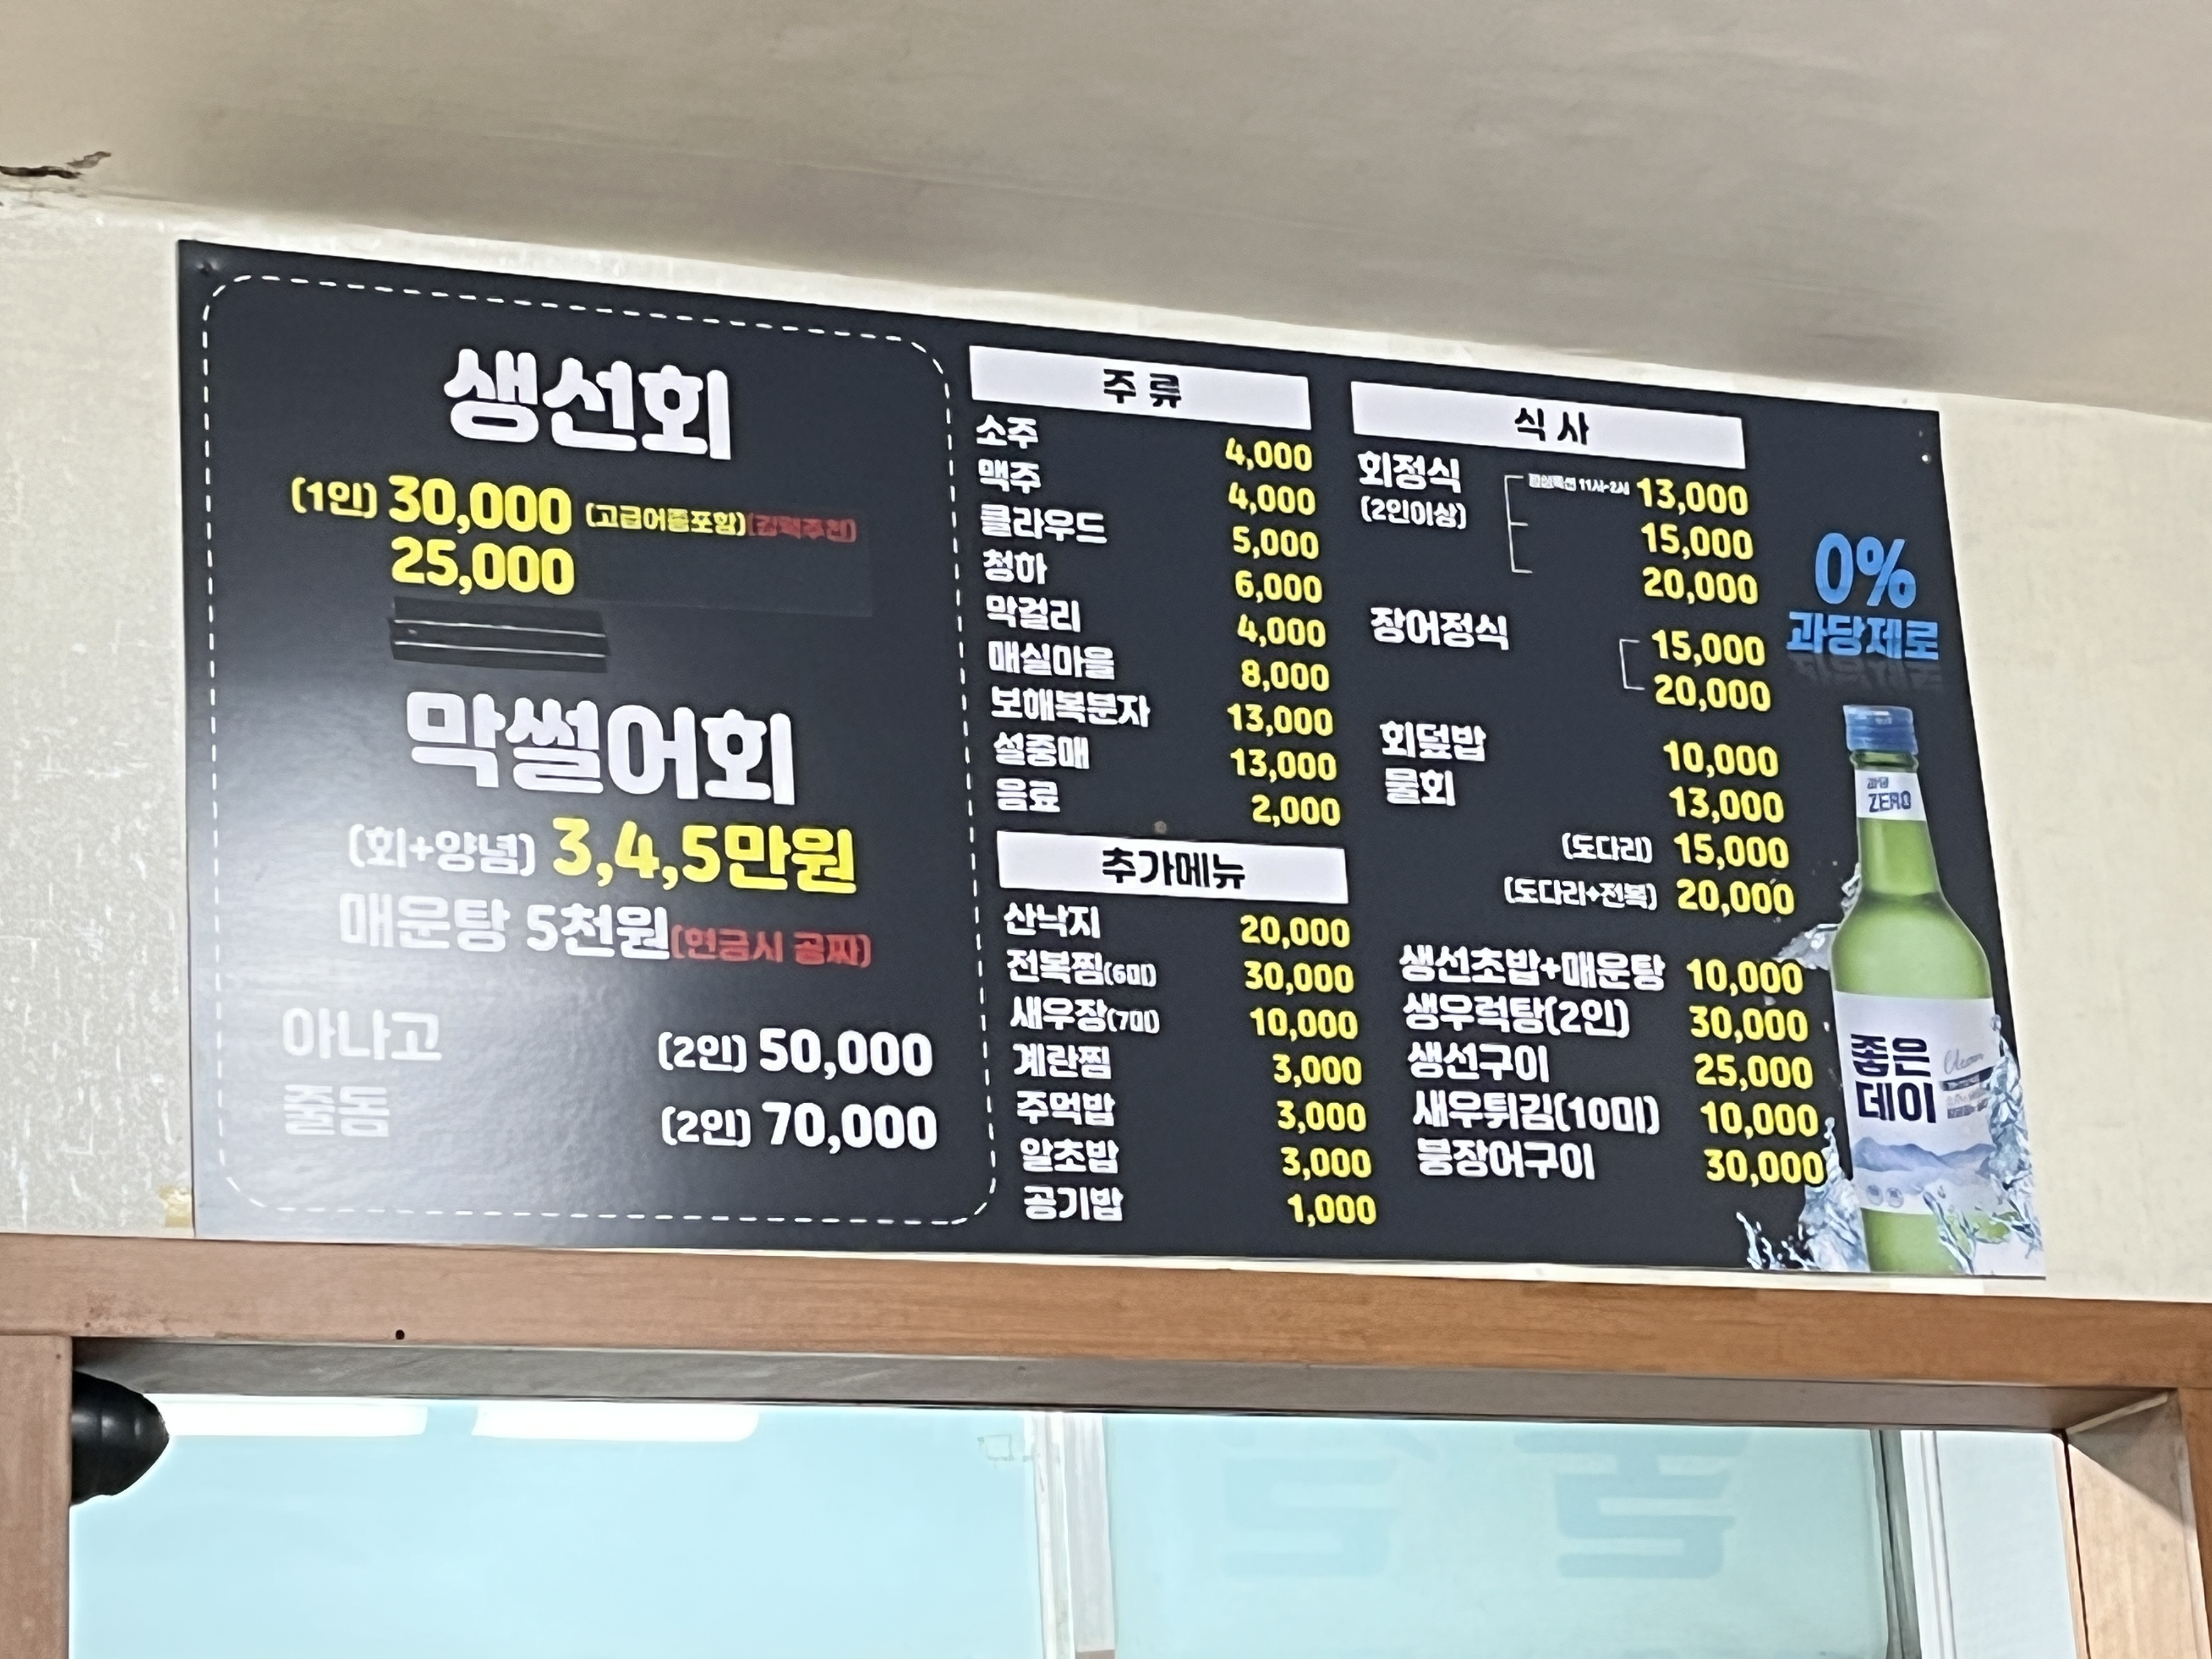 생선회
(1인) 30,000 (고급어종포함)(강력추천)
25,000
막썰어회
(회+양념) 3,4,5만원
매운탕 5천원(현금시 공짜)
아나고 (2인) 50,000
줄돔 (2인) 70,000
주류
소주 4,000
맥주 4,000
클라우드 5,000
청하 6,000
막걸리 4,000
매실마을 8,000
보해복분자 13,000
설중매 13,000
음료 2,000
추가메뉴
산낙지 20,000
전복찜(6미) 30,000
새우장(7미) 10,000
계란찜 3,000
주먹밥 3,000
알초밥 3,000
공기밥 1,000
식사
회정식 11시~2시 13,000
(2인이상) 15,000
20,000
장어정식 15,000
20,000
회덮밥 10,000
물회 13,000
(도다리) 15,000
(도다리+전복) 20,000
생선초밥+매운탕 10,000
생우럭탕(2인) 30,000
생선구이 25,000
새우튀김(10미) 10,000
붕장어구이 30,000
0%
과당제로
과당
ZERO
좋은
데이